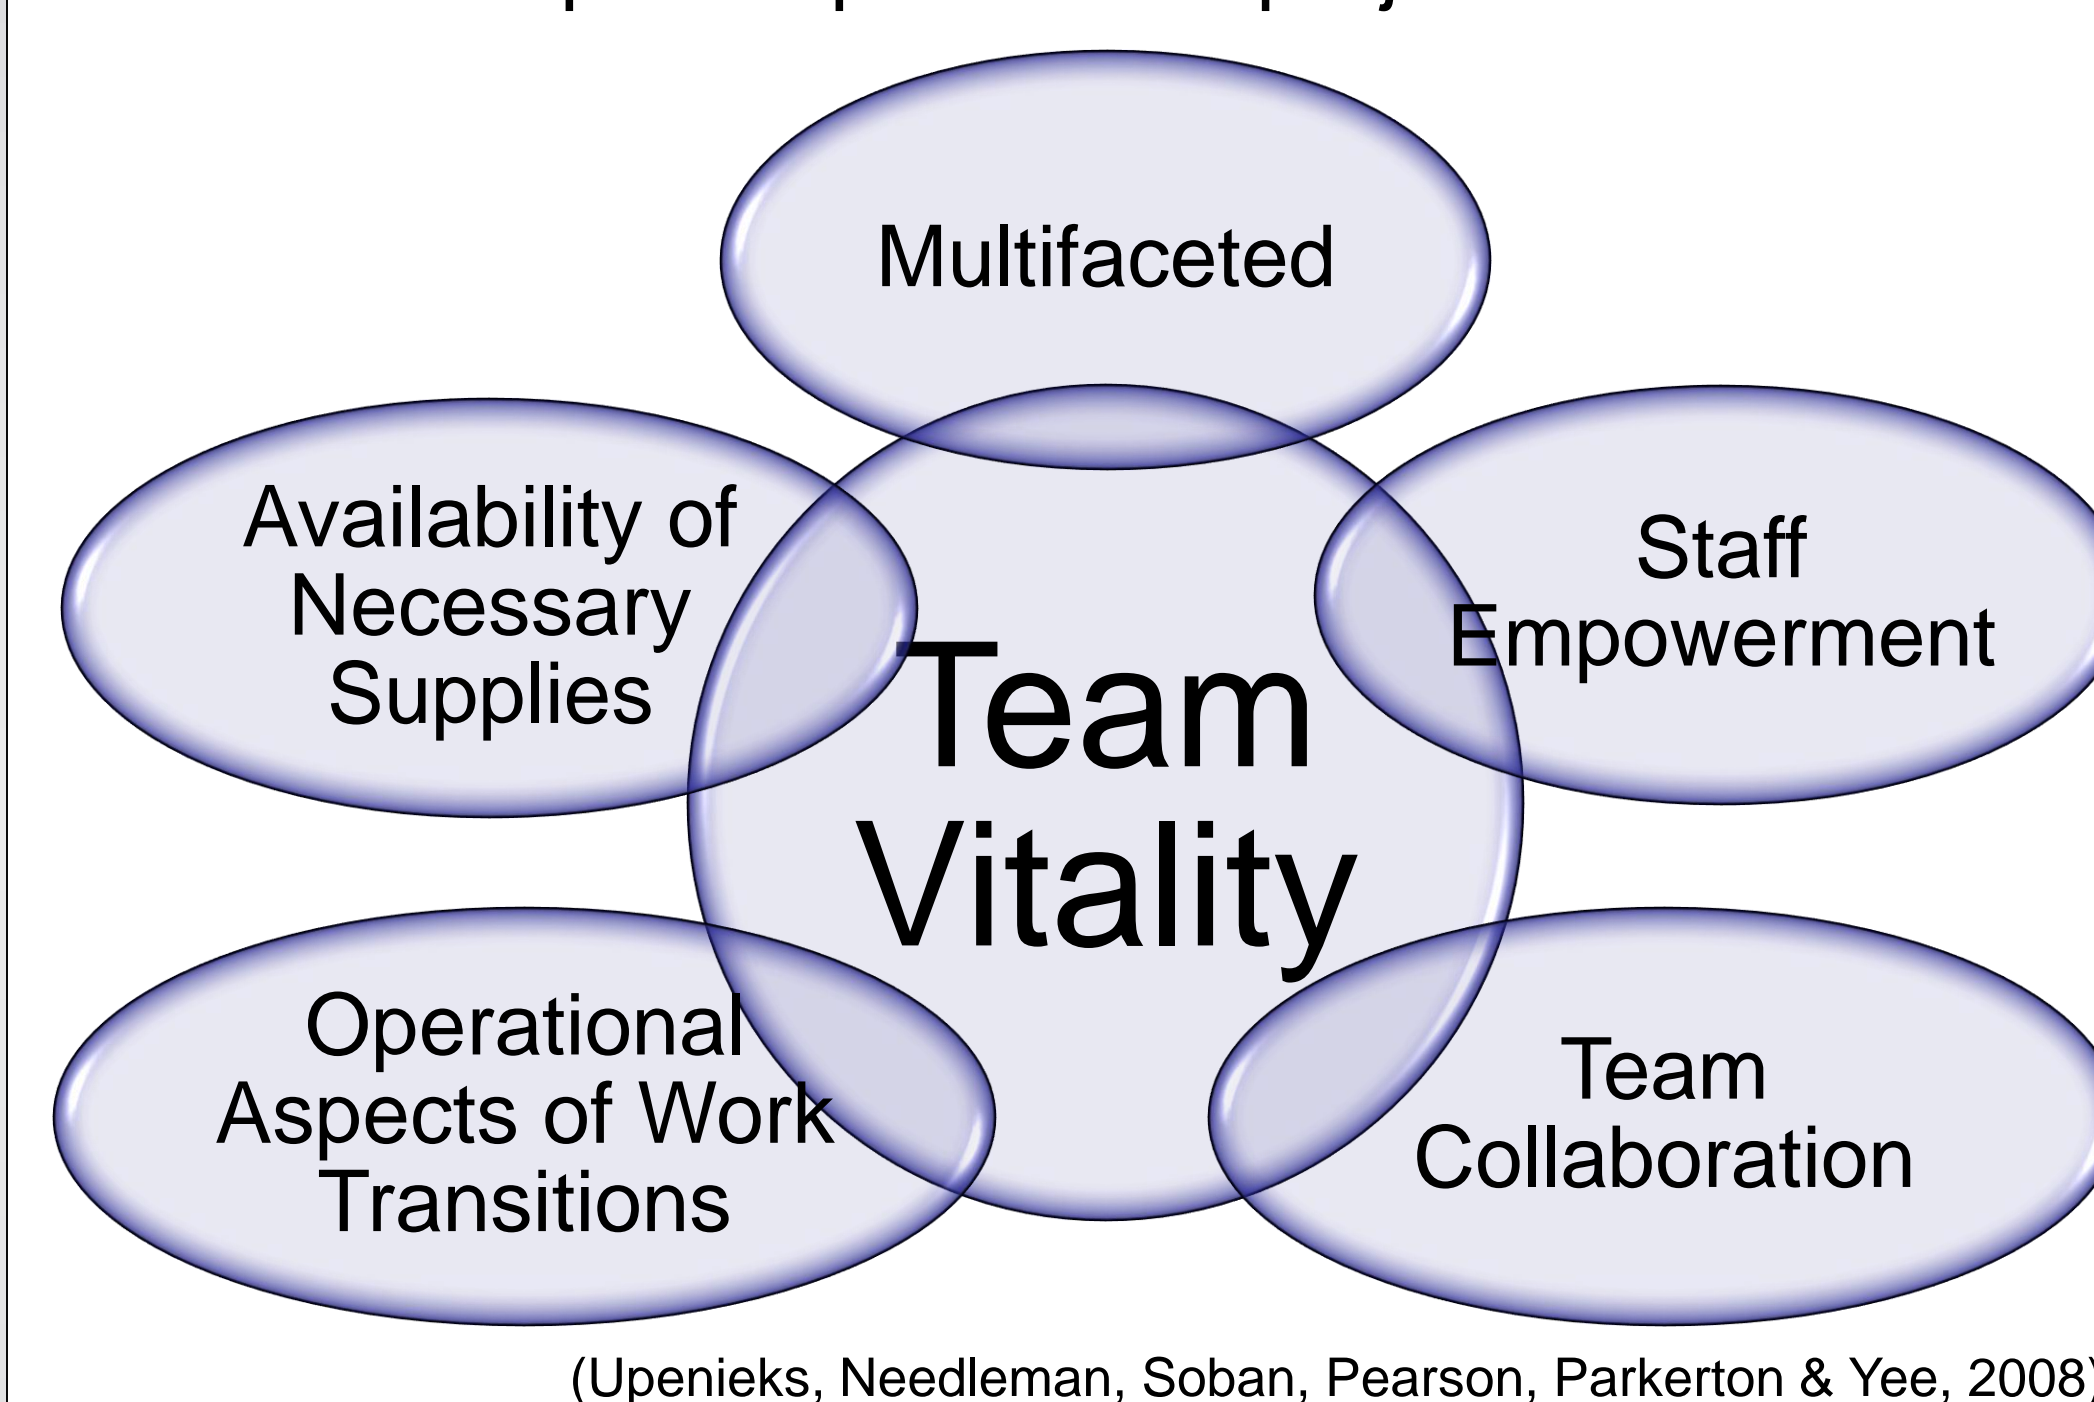 Multifaceted
Availability of
Necessary
Supplies
Staff
Empowerment
Team
Vitality
Operational
Aspects of Work
Transitions
Team
Collaboration
(Upenieks, Needleman, Soban, Pearson, Parkerton & Yee, 2008)